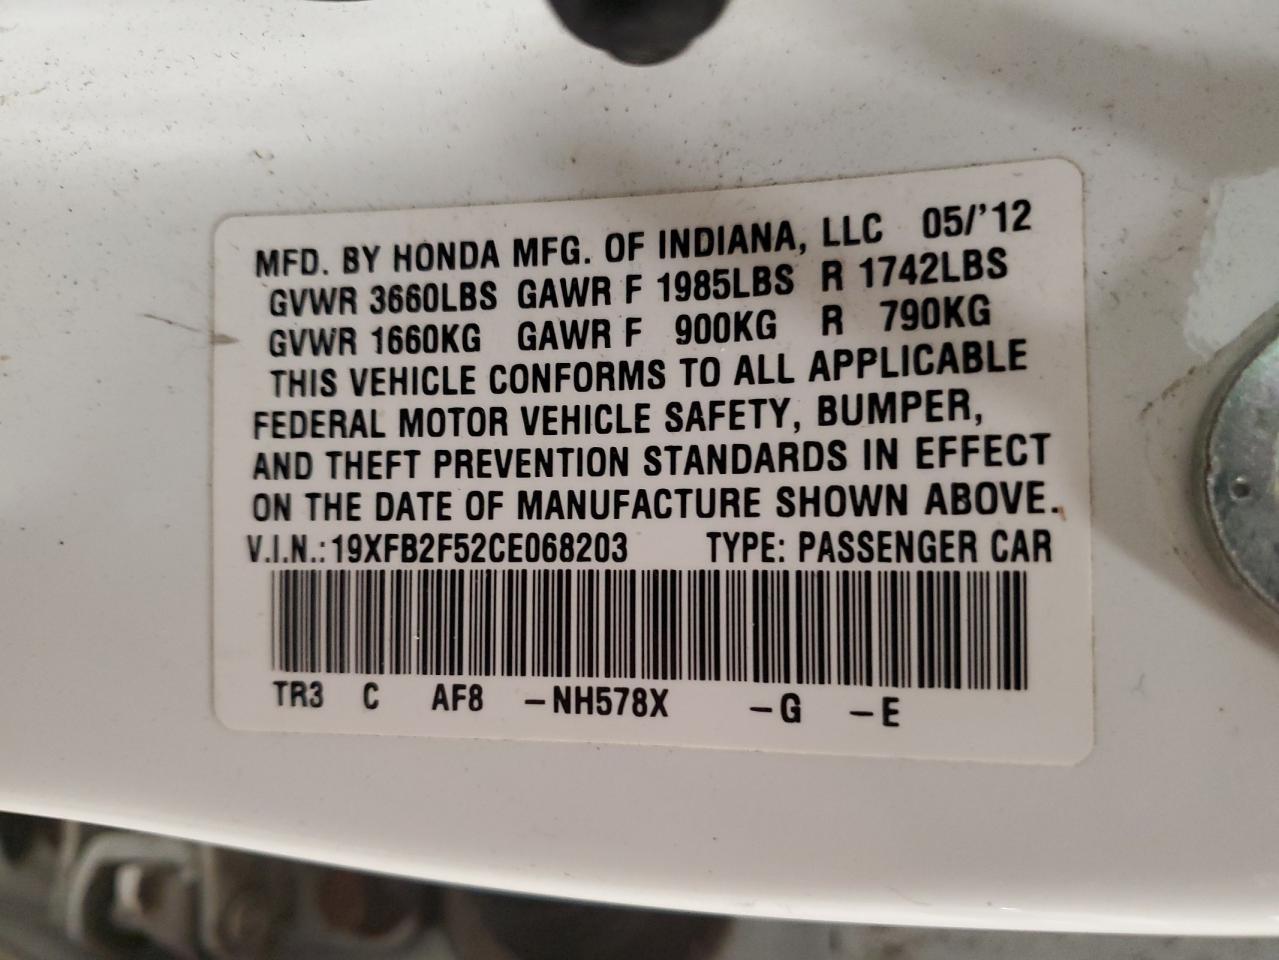 MFD. BY HONDA MFG. OF INDIANA, LLC 05/'12
GVWR 3660LBS GAWR F 1985LBS R 1742LBS
GVWR 1660KG GAWR F 900KG R 790KG
THIS VEHICLE CONFORMS TO ALL APPLICABLE
FEDERAL MOTOR VEHICLE SAFETY, BUMPER,
AND THEFT PREVENTION STANDARDS IN EFFECT
ON THE DATE OF MANUFACTURE SHOWN ABOVE.
V.I.N.: 19XFB2F52CE068203 TYPE: PASSENGER CAR
TR3 C AF8 -NH578X -G -E